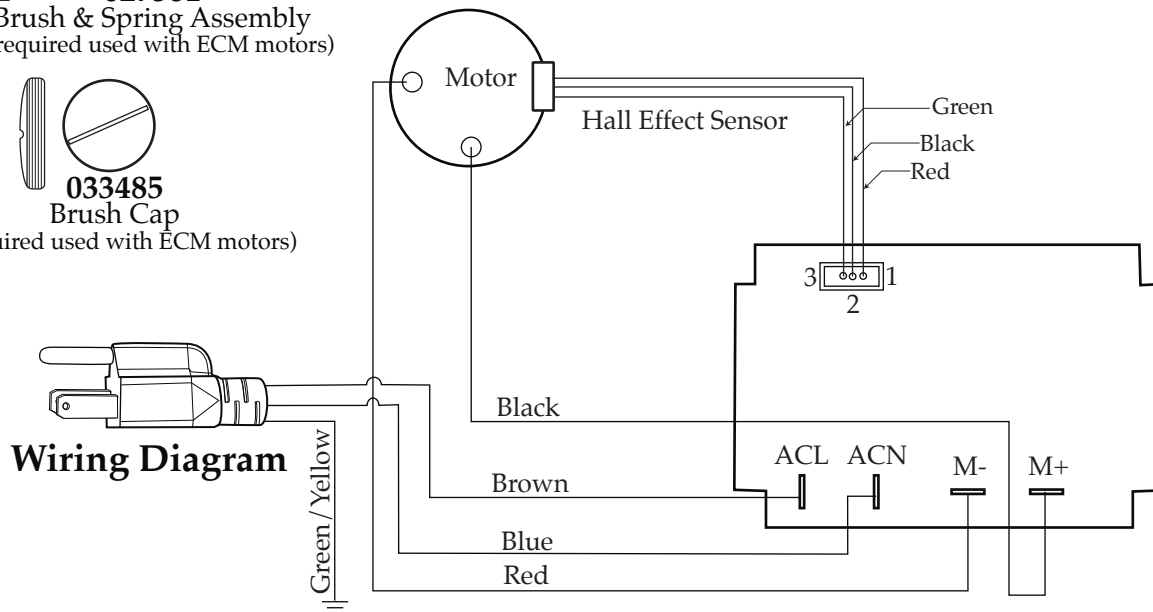 Brush & Spring Assembly
required used with ECM motors)
033485
Brush Cap
used with ECM motors)
Motor
Hall Effect Sensor
Green
Black
Red
3
1
2
Wiring Diagram
Green/Yellow
Black
Brown
Blue
Red
ACL
ACN
M-
M+